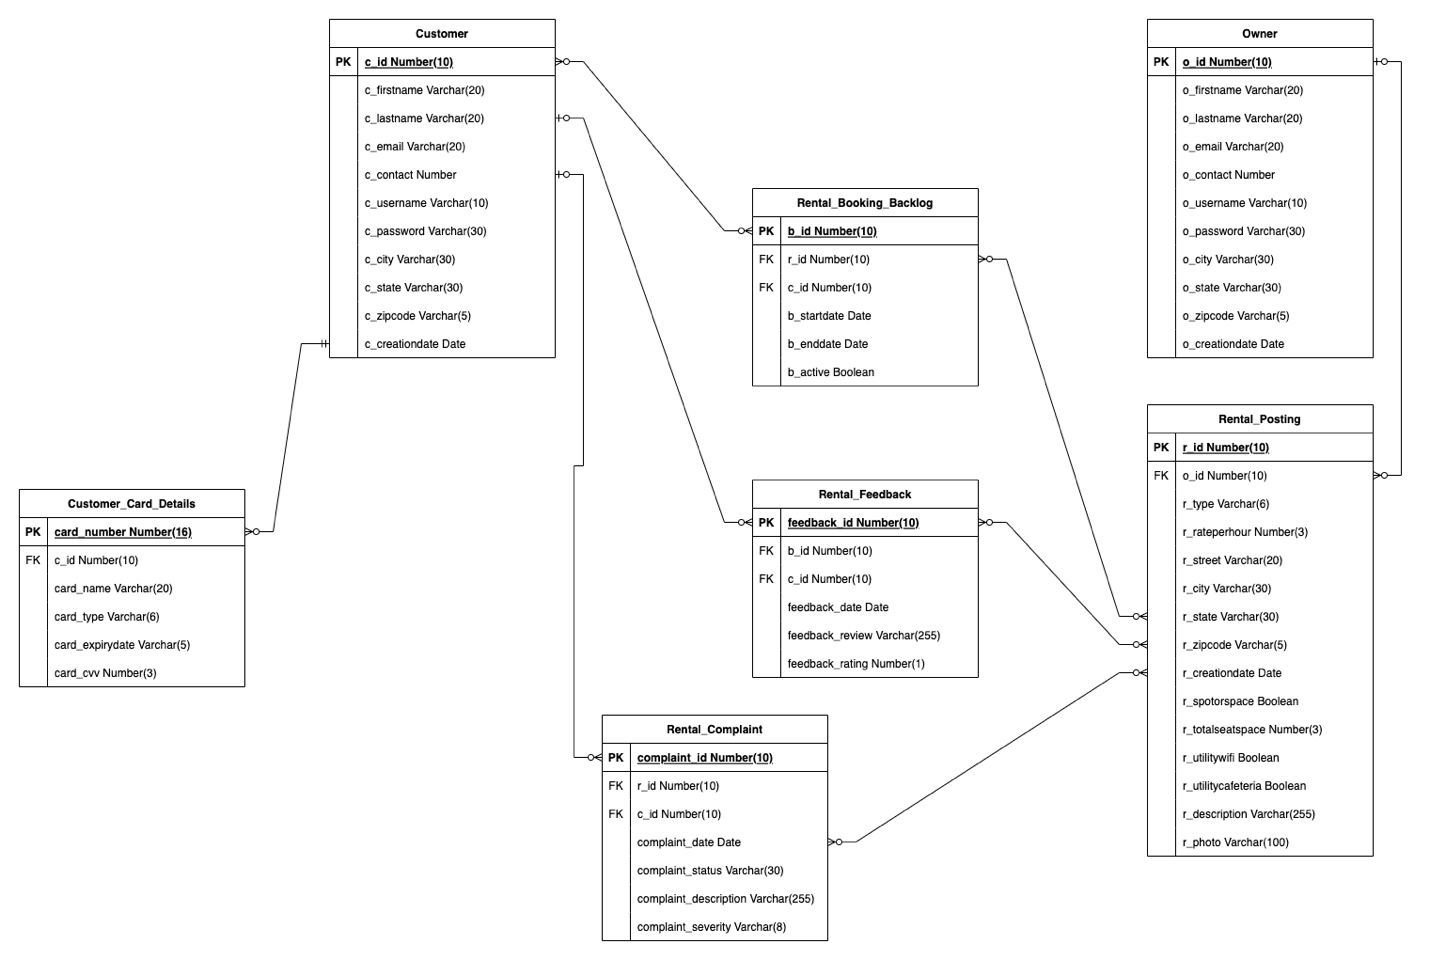 Customer
PK c_id Number(10)
c_firstname Varchar(20)
c_lastname Varchar(20)
c_email Varchar(20)
c_contact Number
c_username Varchar(10)
c_password Varchar(30)
c_city Varchar(30)
c_state Varchar(30)
c_zipcode Varchar(5)
c_creationdate Date
Owner
PK o_id Number(10)
o_firstname Varchar(20)
o_lastname Varchar(20)
o_email Varchar(20)
o_contact Number
o_username Varchar(10)
o_password Varchar(30)
o_city Varchar(30)
o_state Varchar(30)
o_zipcode Varchar(5)
o_creationdate Date
Rental_Booking_Backlog
PK b_id Number(10)
FK r_id Number(10)
FK c_id Number(10)
b_startdate Date
b_enddate Date
b_active Boolean
Rental_Posting
PK r_id Number(10)
FK o_id Number(10)
r_type Varchar(6)
r_rateperhour Number(3)
r_street Varchar(20)
r_city Varchar(30)
r_state Varchar(30)
r_zipcode Varchar(5)
r_creationdate Date
r_spotorspace Boolean
r_totalseatspace Number(3)
r_utilitywifi Boolean
r_utilitycafeteria Boolean
r_description Varchar(255)
r_photo Varchar(100)
Customer_Card_Details
PK card_number Number(16)
FK c_id Number(10)
card_name Varchar(20)
card_type Varchar(6)
card_expirydate Varchar(5)
card_cvv Number(3)
Rental_Feedback
PK feedback_id Number(10)
FK b_id Number(10)
FK c_id Number(10)
feedback_date Date
feedback_review Varchar(255)
feedback_rating Number(1)
Rental_Complaint
PK complaint_id Number(10)
FK r_id Number(10)
FK c_id Number(10)
complaint_date Date
complaint_status Varchar(30)
complaint_description Varchar(255)
complaint_severity Varchar(8)